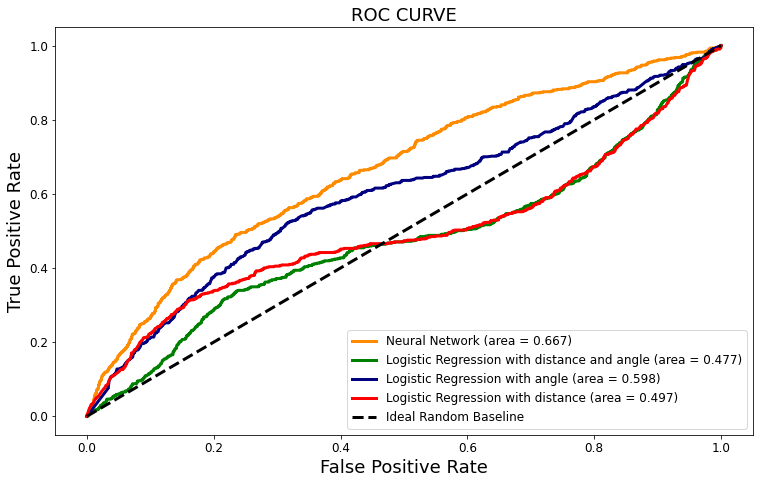 ROC CURVE
True Positive Rate
1.0
0.8
0.6
0.4
0.2
0.0
Neural Network (area = 0.667)
Logistic Regression with distance and angle (area = 0.477)
Logistic Regression with angle (area = 0.598)
Logistic Regression with distance (area = 0.497)
Ideal Random Baseline
0.0 0.2 0.4 0.6 0.8 1.0
False Positive Rate